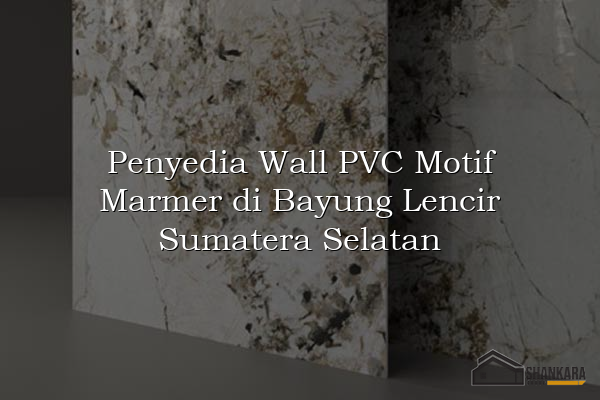 Penyedia Wall PVC Motif
Marmer di Bayung Lencir
Sumatera Selatan
SHANKARA